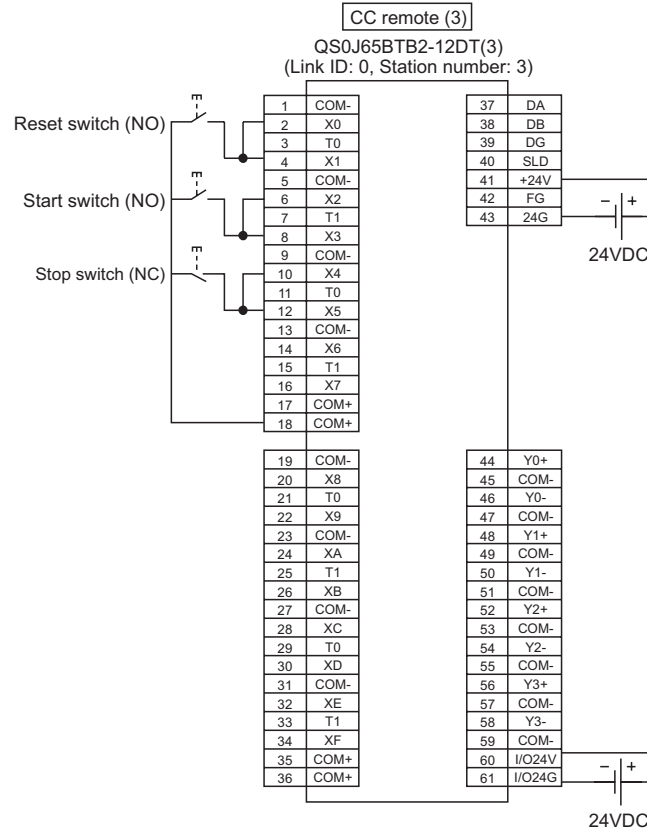 CC remote (3)
QS0J65BTB2-12DT(3)
(Link ID: 0, Station number: 3)
Reset switch (NO)
Start switch (NO)
Stop switch (NC)
1 COM-
2 X0
3 T0
4 X1
5 COM-
6 X2
7 T1
8 X3
9 COM-
10 X4
11 T0
12 X5
13 COM-
14 X6
15 T1
16 X7
17 COM+
18 COM+
19 COM-
20 X8
21 T0
22 X9
23 COM-
24 XA
25 T1
26 XB
27 COM-
28 XC
29 T0
30 XD
31 COM-
32 XE
33 T1
34 XF
35 COM+
36 COM+
37 DA
38 DB
39 DG
40 SLD
41 +24V
42 FG
43 24G
− +
24VDC
44 Y0+
45 COM-
46 Y0-
47 COM-
48 Y1+
49 COM-
50 Y1-
51 COM-
52 Y2+
53 COM-
54 Y2-
55 COM-
56 Y3+
57 COM-
58 Y3-
59 COM-
60 I/O24V
61 I/O24G
− +
24VDC